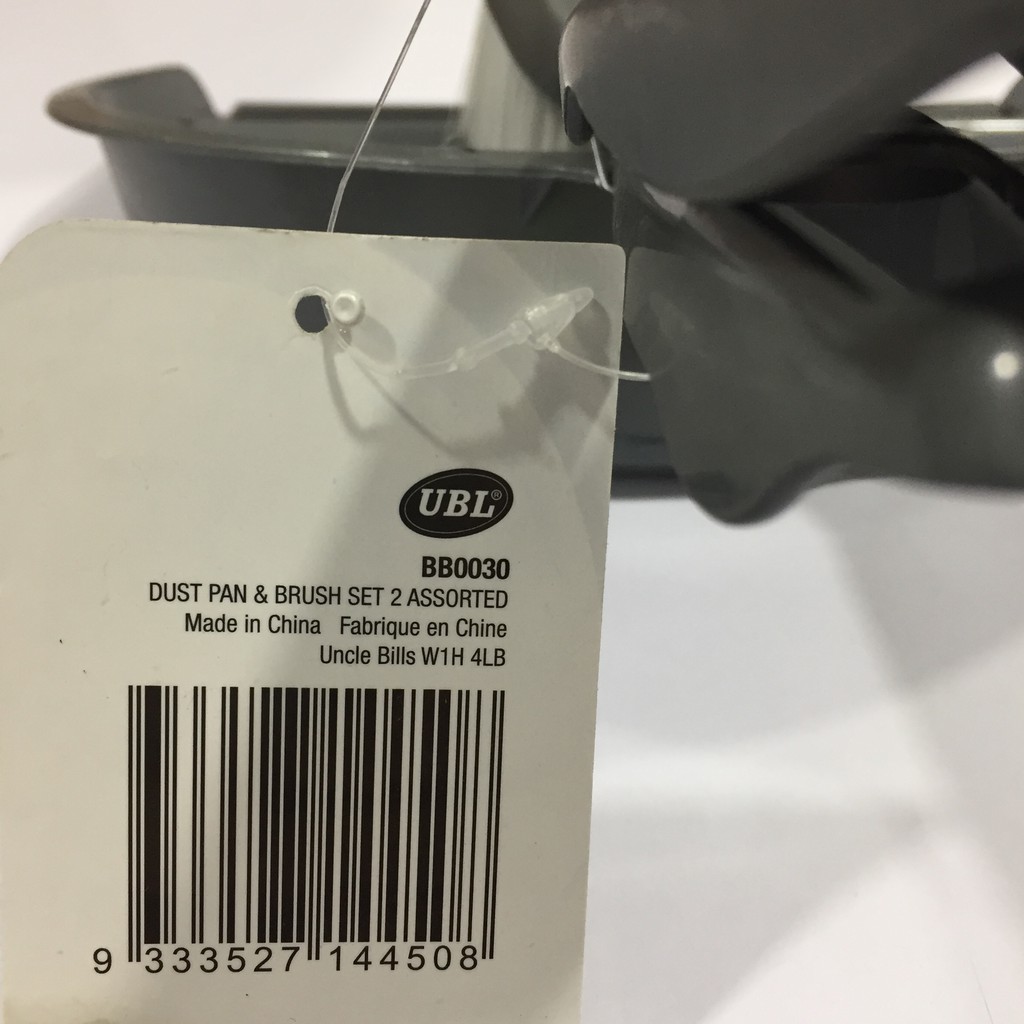 UBL®
BB0030
DUST PAN & BRUSH SET 2 ASSORTED
Made in China Fabrique en Chine
Uncle Bills W1H 4LB
9 333527 144508